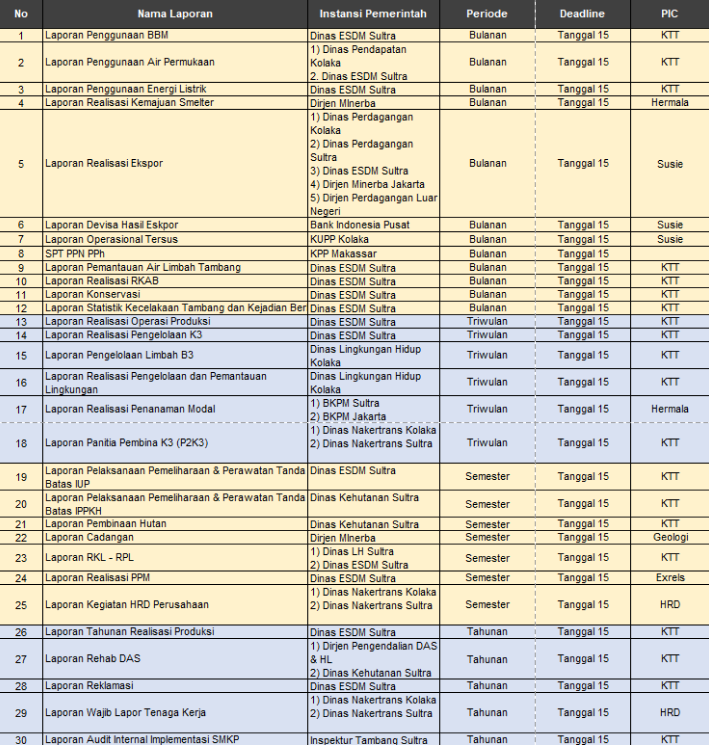 No Nama Laporan Instansi Pemerintah Periode Deadline PIC
1 Laporan Penggunaan BBM Dinas ESDM Sultra Bulanan Tanggal 15 KTT
2 Laporan Penggunaan Air Permukaan 1) Dinas Pendapatan
Kolaka
2. Dinas ESDM Sultra Bulanan Tanggal 15 KTT
3 Laporan Penggunaan Energi Listrik Dinas ESDM Sultra Bulanan Tanggal 15 KTT
4 Laporan Realisasi Kemajuan Smelter Dirjen MInerba Bulanan Tanggal 15 Hermala
5 Laporan Realisasi Ekspor 1) Dinas Perdagangan
Kolaka
2) Dinas Perdagangan
Sultra
3) Dinas ESDM Sultra
4) Dirjen Minerba Jakarta
5) Dirjen Perdagangan Luar
Negeri Bulanan Tanggal 15 Susie
6 Laporan Devisa Hasil Eskpor Bank Indonesia Pusat Bulanan Tanggal 15 Susie
7 Laporan Operasional Tersus KUPP Kolaka Bulanan Tanggal 15 Susie
8 SPT PPN PPh KPP Makassar Bulanan Tanggal 15
9 Laporan Pemantauan Air Limbah Tambang Dinas ESDM Sultra Bulanan Tanggal 15 KTT
10 Laporan Realisasi RKAB Dinas ESDM Sultra Bulanan Tanggal 15 KTT
11 Laporan Konservasi Dinas ESDM Sultra Bulanan Tanggal 15 KTT
12 Laporan Statistik Kecelakaan Tambang dan Kejadian Ber Dinas ESDM Sultra Bulanan Tanggal 15 KTT
13 Laporan Realisasi Operasi Produksi Dinas ESDM Sultra Triwulan Tanggal 15 KTT
14 Laporan Realisasi Pengelolaan K3 Dinas ESDM Sultra Triwulan Tanggal 15 KTT
15 Laporan Pengelolaan Limbah B3 Dinas Lingkungan Hidup
Kolaka Triwulan Tanggal 15 KTT
16 Laporan Realisasi Pengelolaan dan Pemantauan
Lingkungan Dinas Lingkungan Hidup
Kolaka Triwulan Tanggal 15 KTT
17 Laporan Realisasi Penanaman Modal 1) BKPM Sultra
2) BKPM Jakarta Triwulan Tanggal 15 Hermala
18 Laporan Panitia Pembina K3 (P2K3) 1) Dinas Nakertrans Kolaka
2) Dinas Nakertrans Sultra Triwulan Tanggal 15 KTT
19 Laporan Pelaksanaan Pemeliharaan & Perawatan Tanda
Batas IUP Dinas ESDM Sultra Semester Tanggal 15 KTT
20 Laporan Pelaksanaan Pemeliharaan & Perawatan Tanda
Batas IPPKH Dinas Kehutanan Sultra Semester Tanggal 15 KTT
21 Laporan Pembinaan Hutan Dinas Kehutanan Sultra Semester Tanggal 15 KTT
22 Laporan Cadangan Dirjen MInerba Semester Tanggal 15 Geologi
23 Laporan RKL - RPL 1) Dinas LH Sultra
2) Dinas ESDM Sultra Semester Tanggal 15 KTT
24 Laporan Realisasi PPM Dinas ESDM Sultra Semester Tanggal 15 Exrels
25 Laporan Kegiatan HRD Perusahaan 1) Dinas Nakertrans Kolaka
2) Dinas Nakertrans Sultra Semester Tanggal 15 HRD
26 Laporan Tahunan Realisasi Produksi Dinas ESDM Sultra Tahunan Tanggal 15 KTT
27 Laporan Rehab DAS 1) Dirjen Pengendalian DAS
& HL
2) Dinas Kehutanan Sultra Tahunan Tanggal 15 KTT
28 Laporan Reklamasi Dinas ESDM Sultra Tahunan Tanggal 15 KTT
29 Laporan Wajib Lapor Tenaga Kerja 1) Dinas Nakertrans Kolaka
2) Dinas Nakertrans Sultra Tahunan Tanggal 15 HRD
30 Laporan Audit Internal Implementasi SMKP Inspektur Tambang Sultra Tahunan Tanggal 15 KTT